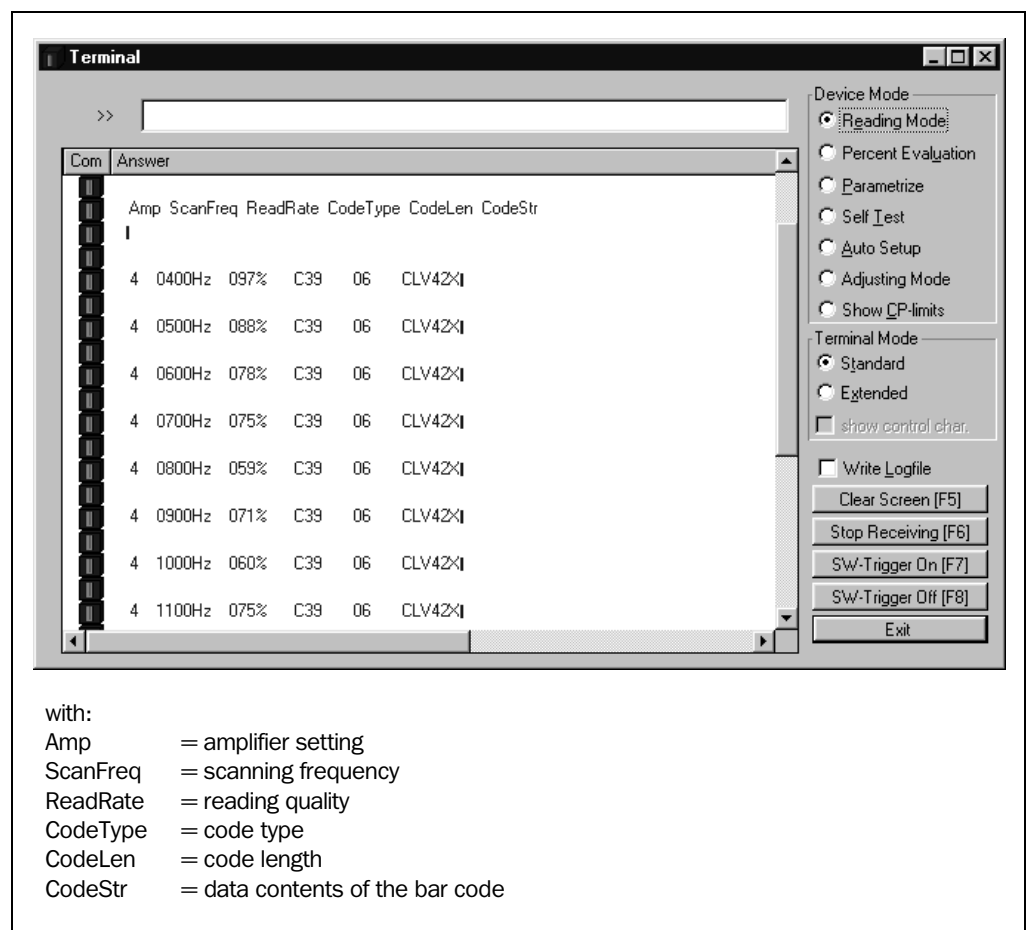 Terminal
>>
Com Answer
Amp ScanFreq ReadRate CodeType CodeLen CodeStr
4 0400Hz 097% C39 06 CLV42X
4 0500Hz 088% C39 06 CLV42X
4 0600Hz 078% C39 06 CLV42X
4 0700Hz 075% C39 06 CLV42X
4 0800Hz 059% C39 06 CLV42X
4 0900Hz 071% C39 06 CLV42X
4 1000Hz 060% C39 06 CLV42X
4 1100Hz 075% C39 06 CLV42X
Device Mode
Reading Mode
Percent Evaluation
Parametrize
Self Test
Auto Setup
Adjusting Mode
Show CP-limits
Terminal Mode
Standard
Extended
show control char.
Write Logfile
Clear Screen [F5]
Stop Receiving [F6]
SW-Trigger On [F7]
SW-Trigger Off [F8]
Exit
with:
Amp = amplifier setting
ScanFreq = scanning frequency
ReadRate = reading quality
CodeType = code type
CodeLen = code length
CodeStr = data contents of the bar code